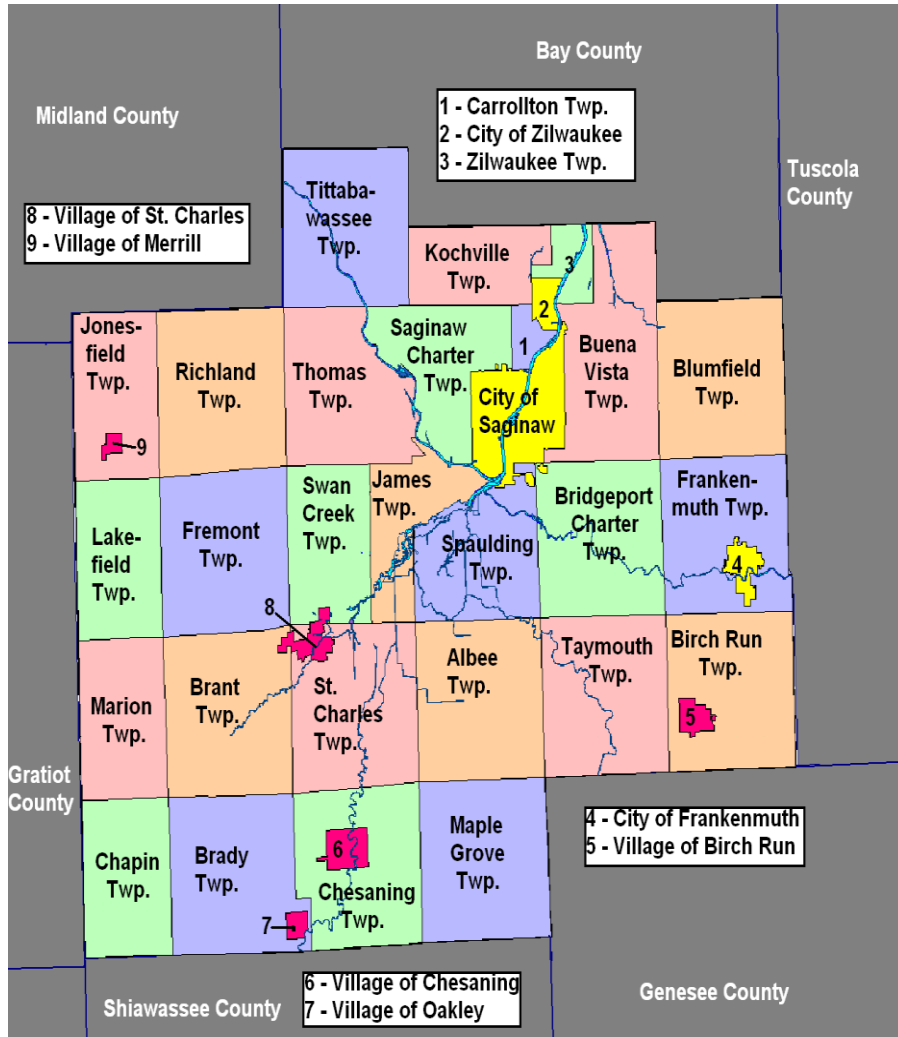 Bay County
Midland County
1 - Carrollton Twp.
2 - City of Zilwaukee
3 - Zilwaukee Twp.
Tuscola
County
8 - Village of St. Charles
9 - Village of Merrill
Tittaba-
wassee
Twp.
Kochville
Twp.
3
2
1
Jones-
field
Twp.
9
Richland
Twp.
Thomas
Twp.
Saginaw
Charter
Twp.
City of
Saginaw
Buena
Vista
Twp.
Blumfield
Twp.
Lake-
field
Twp.
Fremont
Twp.
Swan
Creek
Twp.
James
Twp.
Spaulding
Twp.
Bridgeport
Charter
Twp.
Franken-
muth Twp.
4
8
Marion
Twp.
Brant
Twp.
St.
Charles
Twp.
Albee
Twp.
Taymouth
Twp.
Birch Run
Twp.
5
Gratiot
County
Chapin
Twp.
Brady
Twp.
7
6
Chesaning
Twp.
Maple
Grove
Twp.
4 - City of Frankenmuth
5 - Village of Birch Run
6 - Village of Chesaning
7 - Village of Oakley
Shiawassee County
Genesee County